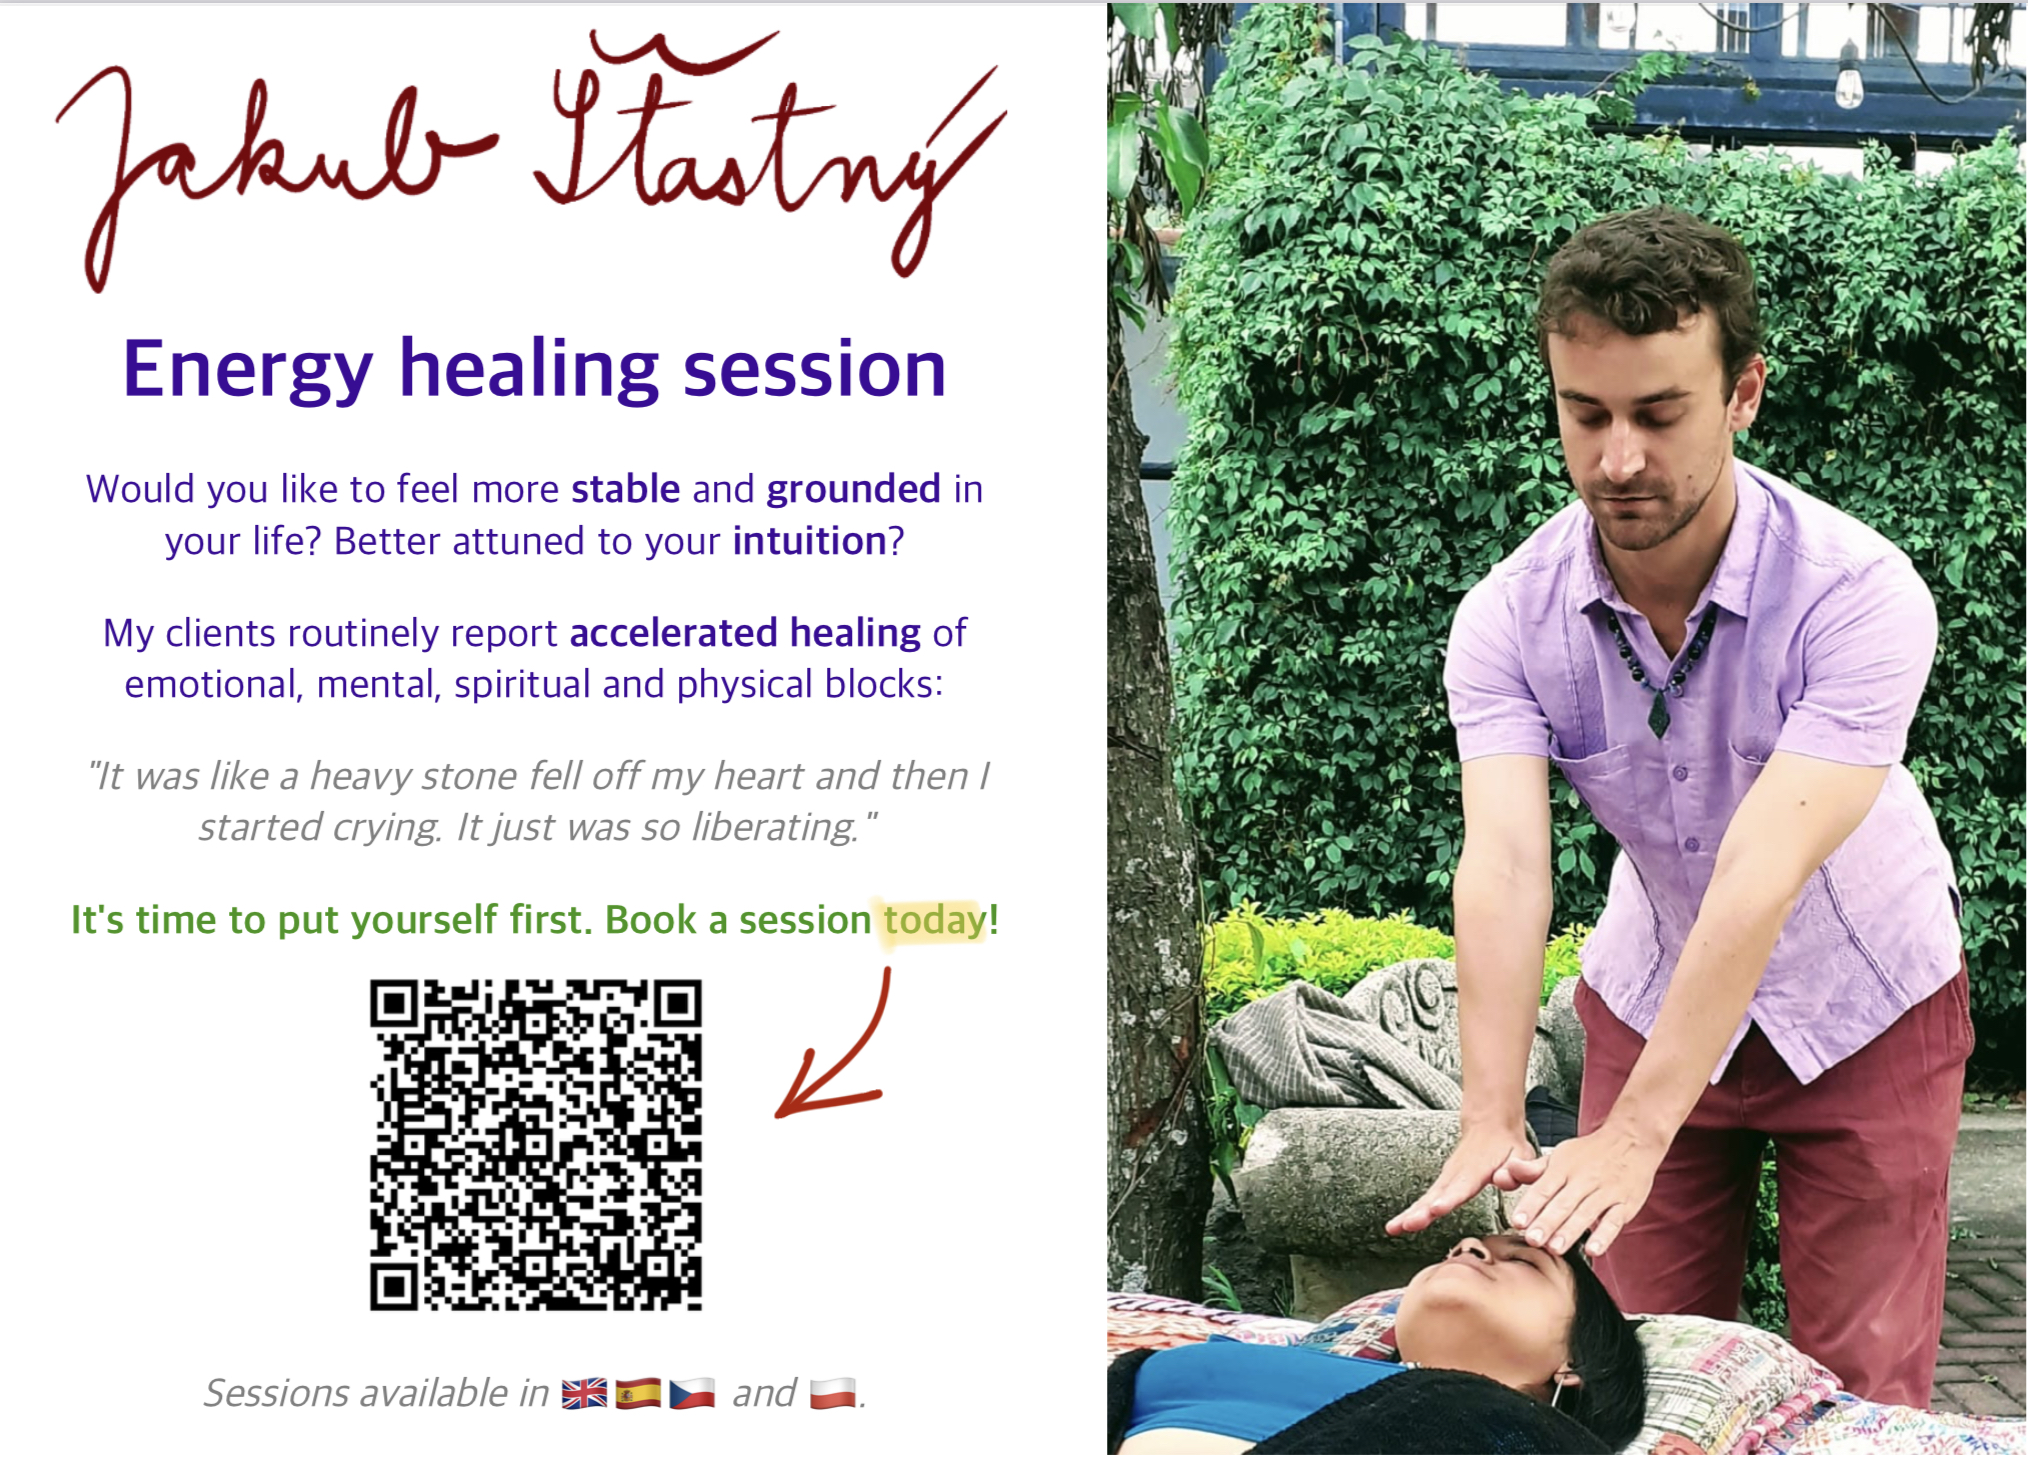 Jakub Šťastný
Energy healing session
Would you like to feel more stable and grounded in
your life? Better attuned to your intuition?
My clients routinely report accelerated healing of
emotional, mental, spiritual and physical blocks:
"It was like a heavy stone fell off my heart and then I
started crying. It just was so liberating."
It's time to put yourself first. Book a session today!
Sessions available in 🇬🇧🇪🇸🇨🇿 and 🇵🇱.